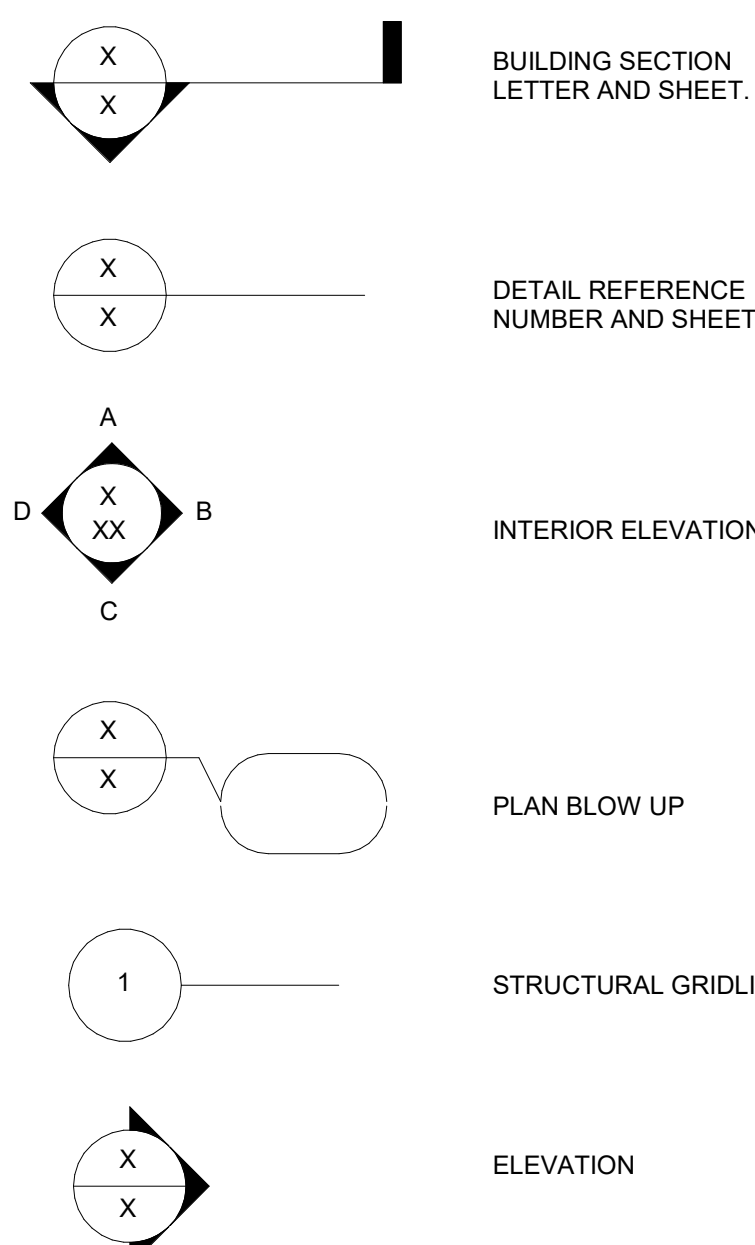 X
X
BUILDING SECTION
LETTER AND SHEET.
X
X
DETAIL REFERENCE
NUMBER AND SHEET
A
D
X
XX
B
C
INTERIOR ELEVATION
X
X
PLAN BLOW UP
1
STRUCTURAL
X
X
ELEVATION